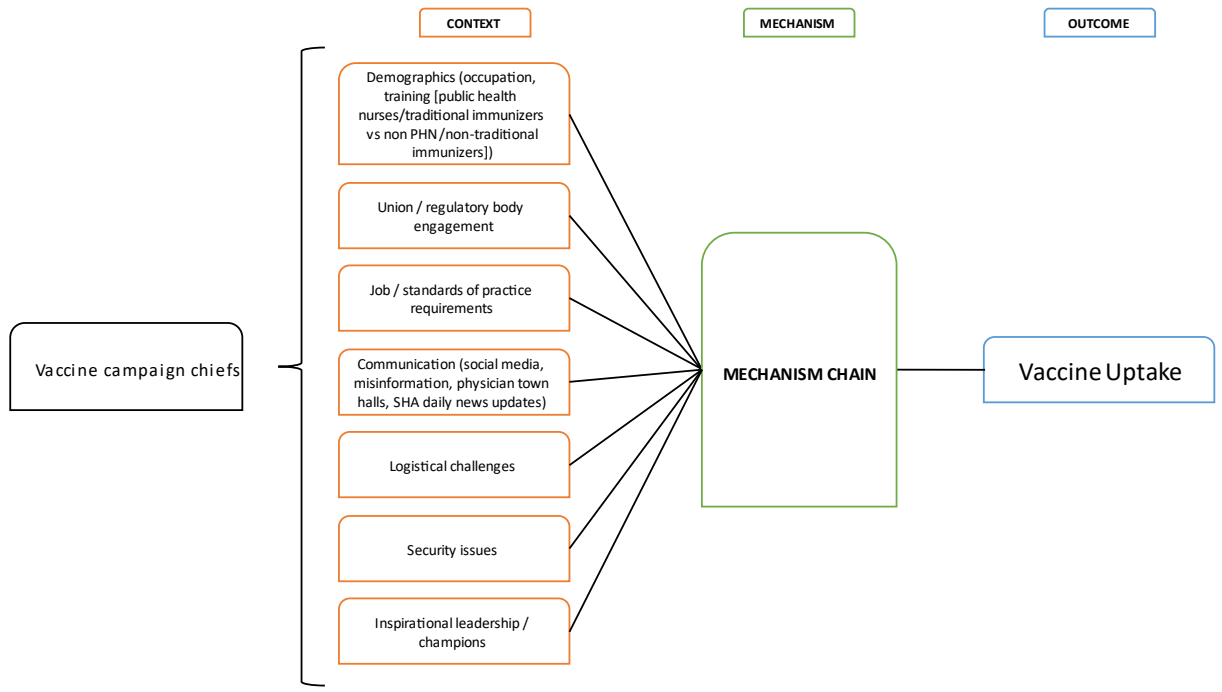 CONTEXT
MECHANISM
OUTCOME
Demographics (occupation,
training [public health
nurses/traditional immunizers
vs non PHN/non-traditional
immunizers])
Union / regulatory body
engagement
Job / standards of practice
requirements
Vaccine campaign chiefs
Communication (social media,
misinformation, physician town
halls, SHA daily news updates)
MECHANISM CHAIN
Vaccine Uptake
Logistical challenges
Security issues
Inspirational leadership /
champions